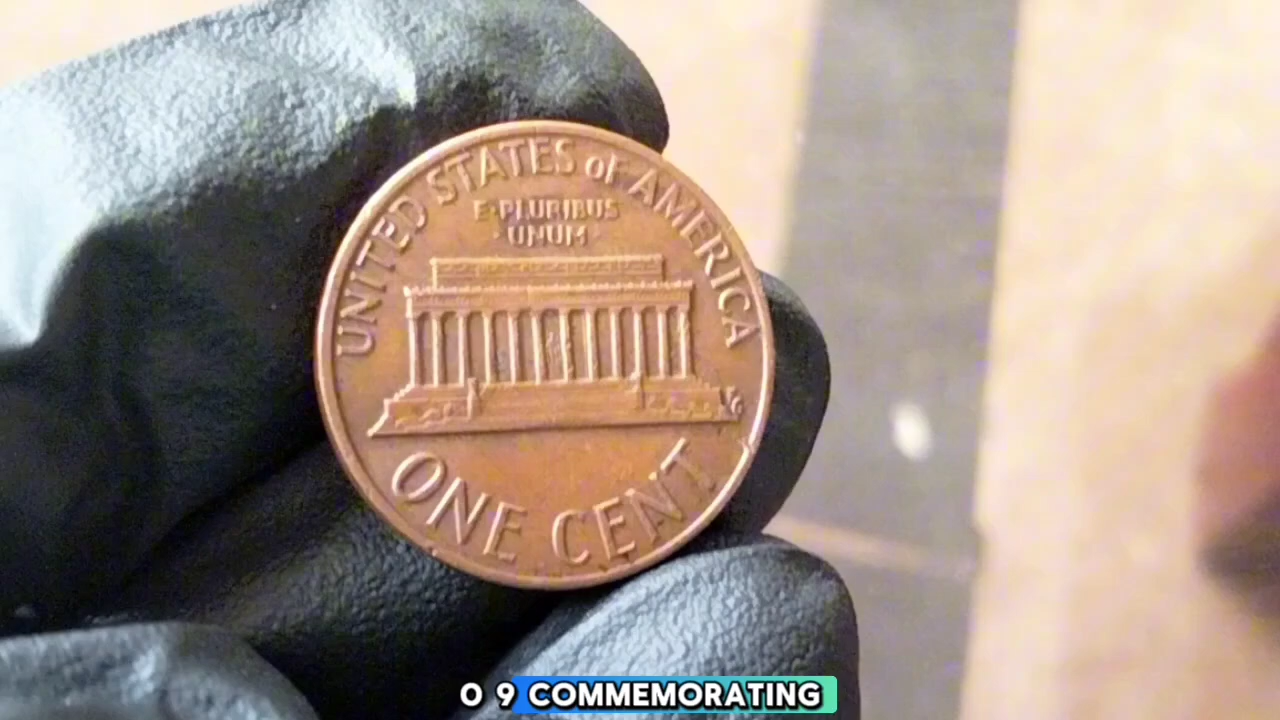 UNITED STATES OF AMERICA
E·PLURIBUS
·UNUM·
ONE CENT
0 9 COMMEMORATING